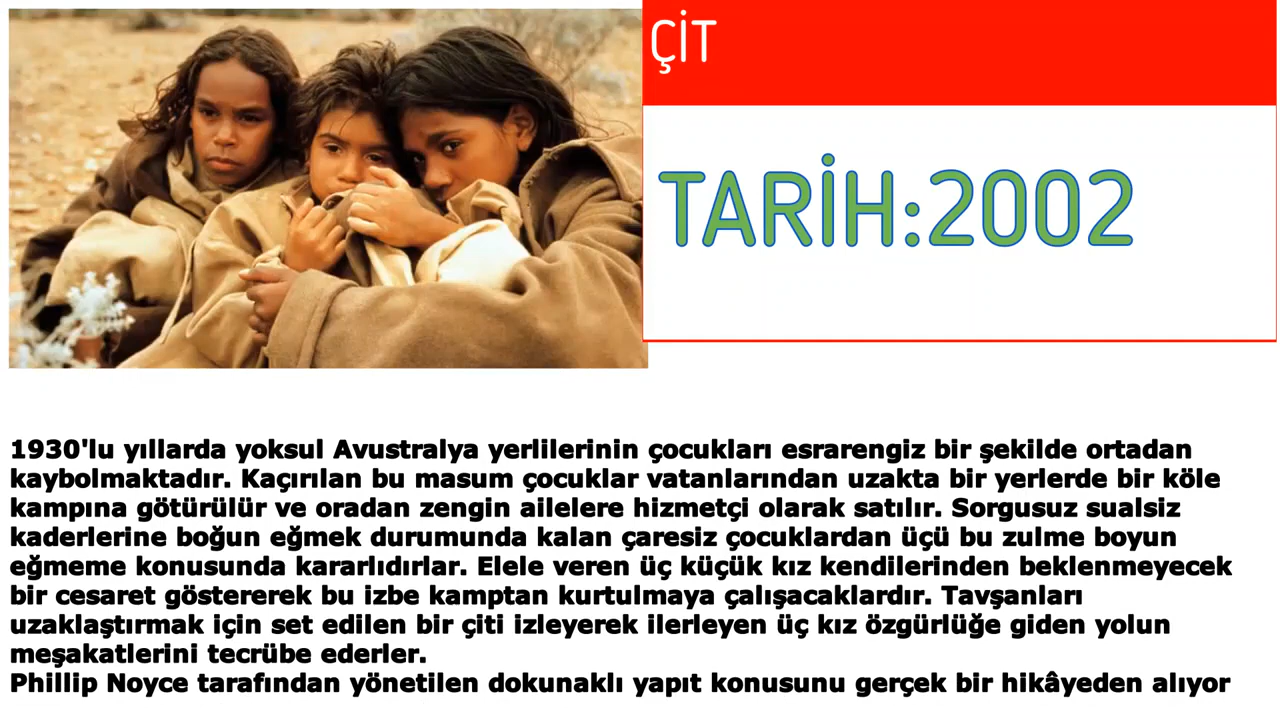 ÇİT
TARİH:2002
1930'lu yıllarda yoksul Avustralya yerlilerinin çocukları esrarengiz bir şekilde ortadan
kaybolmaktadır. Kaçırılan bu masum çocuklar vatanlarından uzakta bir yerlerde bir köle
kampına götürülür ve oradan zengin ailelere hizmetçi olarak satılır. Sorgusuz sualsiz
kaderlerine boğun eğmek durumunda kalan çaresiz çocuklardan üçü bu zulme boyun
eğmeme konusunda kararlıdırlar. Elele veren üç küçük kız kendilerinden beklenmeyecek
bir cesaret göstererek bu izbe kamptan kurtulmaya çalışacaklardır. Tavşanları
uzaklaştırmak için set edilen bir çiti izleyerek ilerleyen üç kız özgürlüğe giden yolun
meşakatlerini tecrübe ederler.
Phillip Noyce tarafından yönetilen dokunaklı yapıt konusunu gerçek bir hikâyeden alıyor